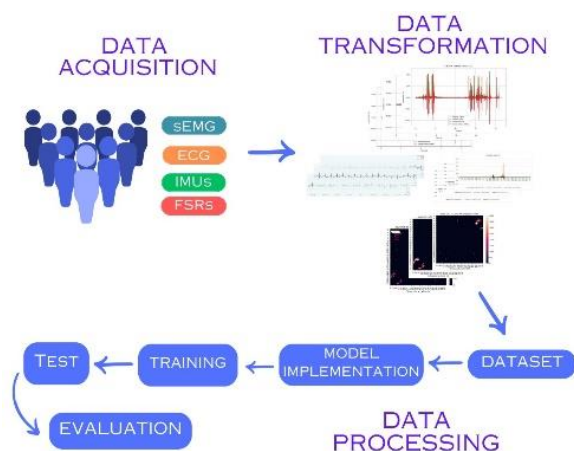 DATA
ACQUISITION
DATA
TRANSFORMATION
sEMG
ECG
IMUs
FSRs
DATASET
MODEL
IMPLEMENTATION
TRAINING
TEST
EVALUATION
DATA
PROCESSING